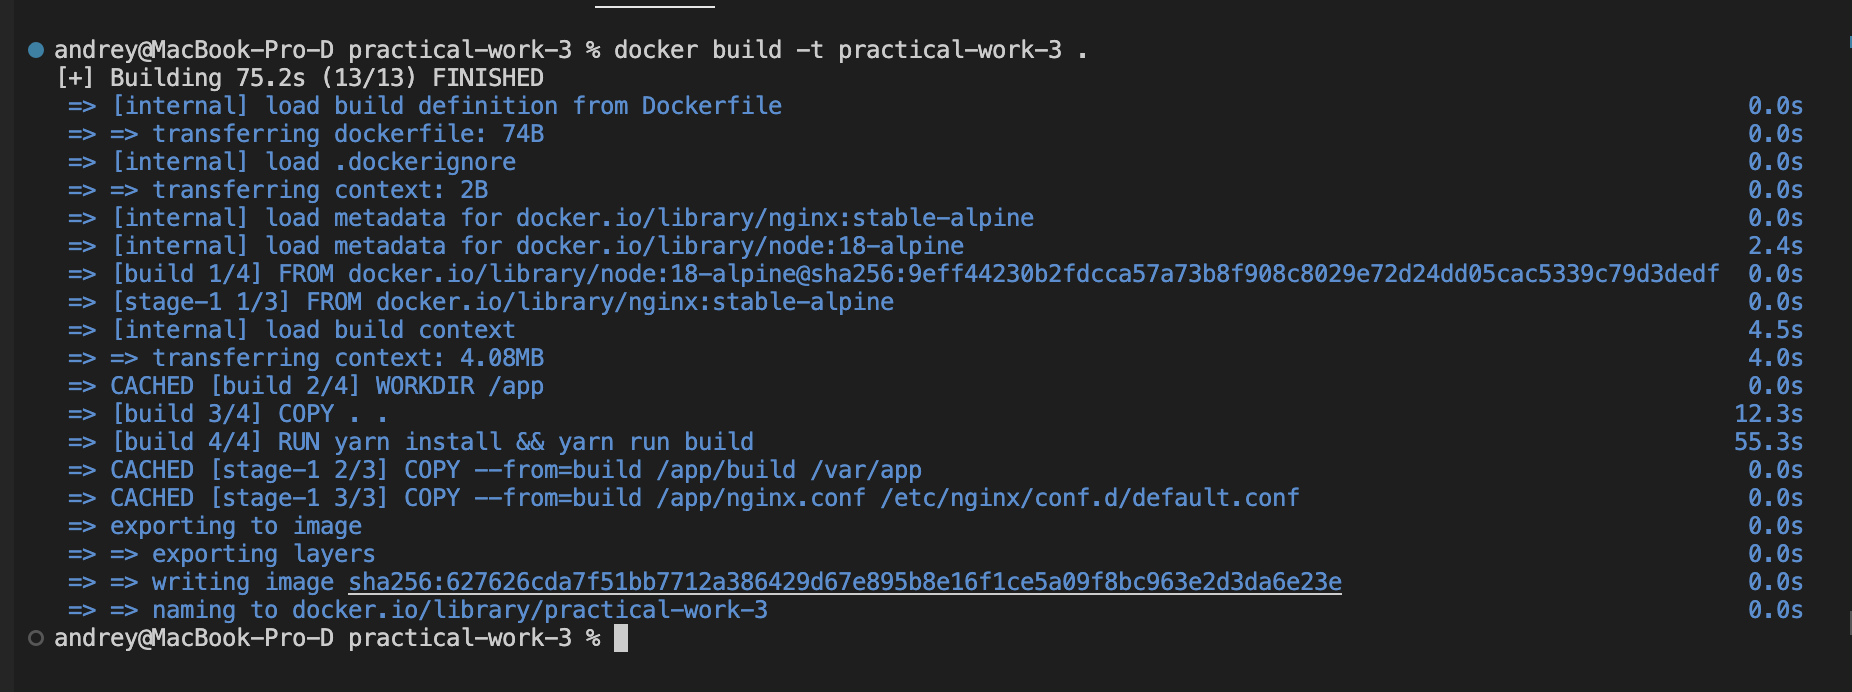 andrey@MacBook-Pro-D practical-work-3 % docker build -t practical-work-3 .
[+] Building 75.2s (13/13) FINISHED
=> [internal] load build definition from Dockerfile 0.0s
=> => transferring dockerfile: 74B 0.0s
=> [internal] load .dockerignore 0.0s
=> => transferring context: 2B 0.0s
=> [internal] load metadata for docker.io/library/nginx:stable-alpine 0.0s
=> [internal] load metadata for docker.io/library/node:18-alpine 2.4s
=> [build 1/4] FROM docker.io/library/node:18-alpine@sha256:9eff44230b2fdcca57a73b8f908c8029e72d24dd05cac5339c79d3dedf 0.0s
=> [stage-1 1/3] FROM docker.io/library/nginx:stable-alpine 0.0s
=> [internal] load build context 4.5s
=> => transferring context: 4.08MB 4.0s
=> CACHED [build 2/4] WORKDIR /app 0.0s
=> [build 3/4] COPY . . 12.3s
=> [build 4/4] RUN yarn install && yarn run build 55.3s
=> CACHED [stage-1 2/3] COPY --from=build /app/build /var/app 0.0s
=> CACHED [stage-1 3/3] COPY --from=build /app/nginx.conf /etc/nginx/conf.d/default.conf 0.0s
=> exporting to image 0.0s
=> => exporting layers 0.0s
=> => writing image sha256:627626cda7f51bb7712a386429d67e895b8e16f1ce5a09f8bc963e2d3da6e23e 0.0s
=> => naming to docker.io/library/practical-work-3 0.0s
andrey@MacBook-Pro-D practical-work-3 %